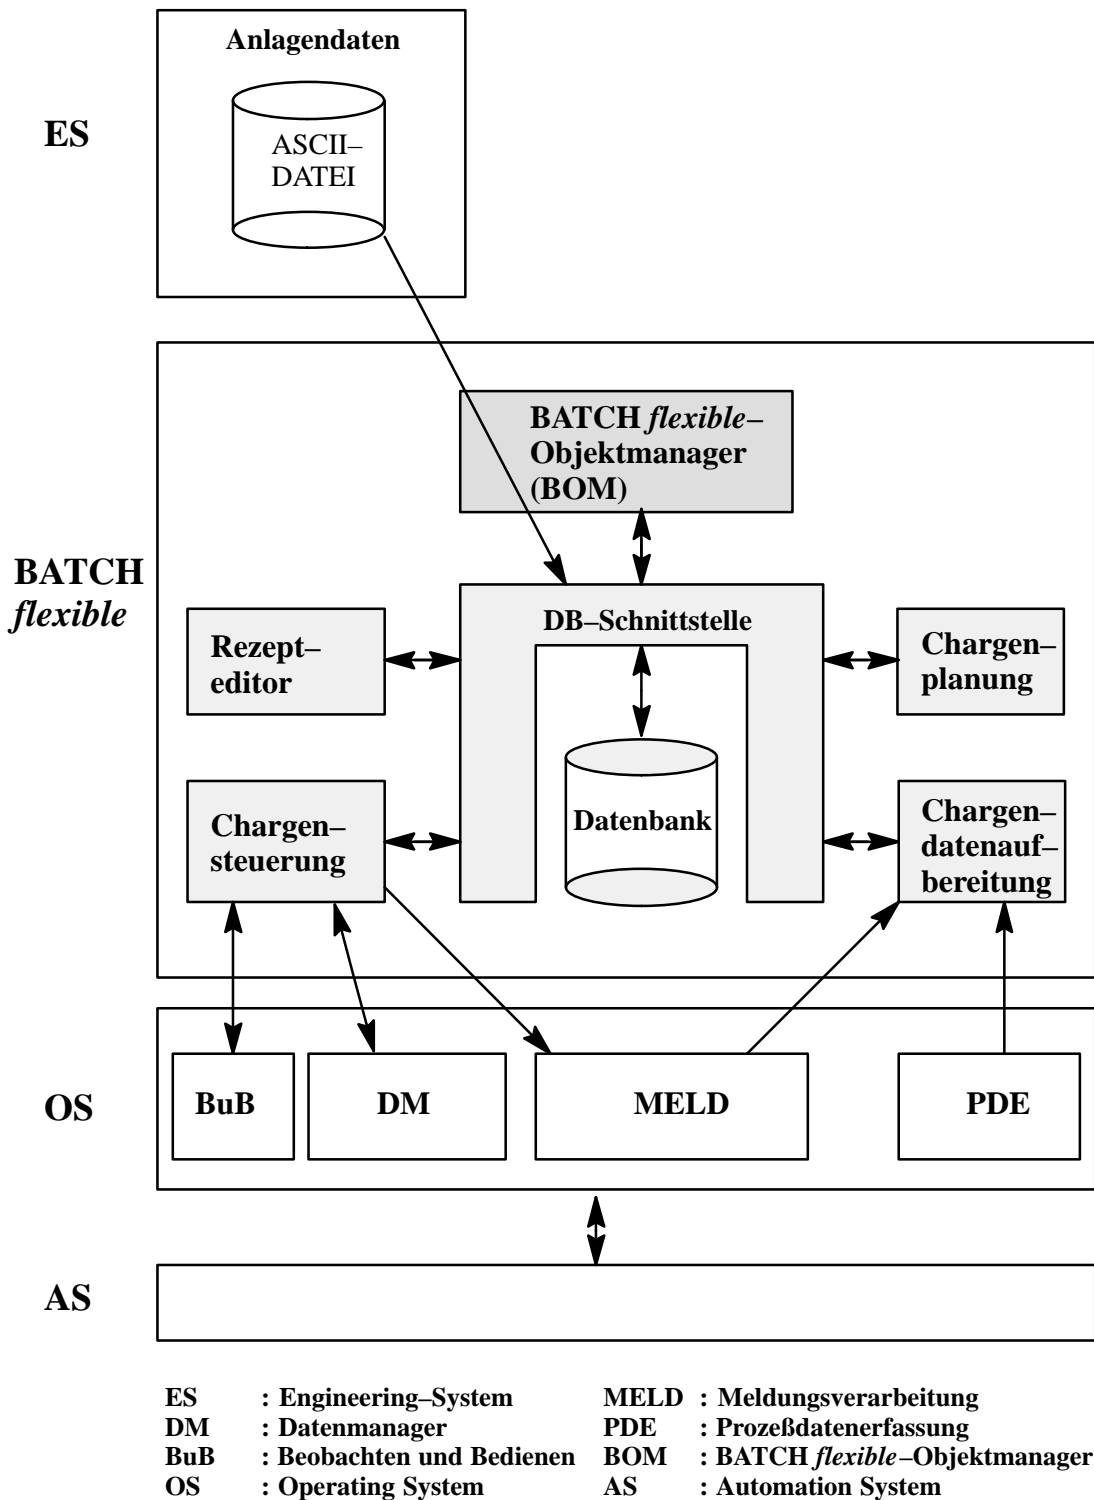 Anlagendaten
ES
ASCII–
DATEI
BATCH flexible–
Objektmanager
(BOM)
BATCH
flexible
DB–Schnittstelle
Rezept–
editor
Chargen–
planung
Chargen–
steuerung
Datenbank
Chargen–
datenauf–
bereitung
OS
BuB
DM
MELD
PDE
AS
ES : Engineering–System
DM : Datenmanager
BuB : Beobachten und Bedienen
OS : Operating System
MELD : Meldungsverarbeitung
PDE : Prozeßdatenerfassung
BOM : BATCH flexible–Objektmanager
AS : Automation System